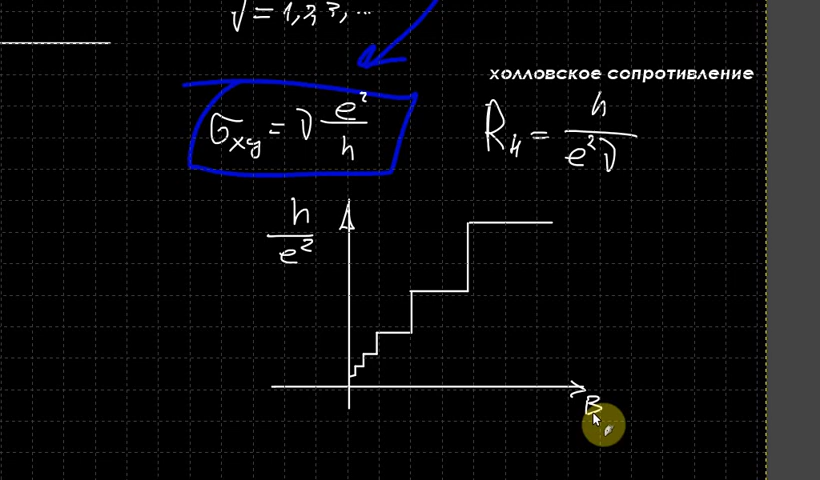 ν = 1, 2, 3, ...
холловское сопротивление
σxy = ν e²/h
R_H = h/(e²ν)
h/e²
B